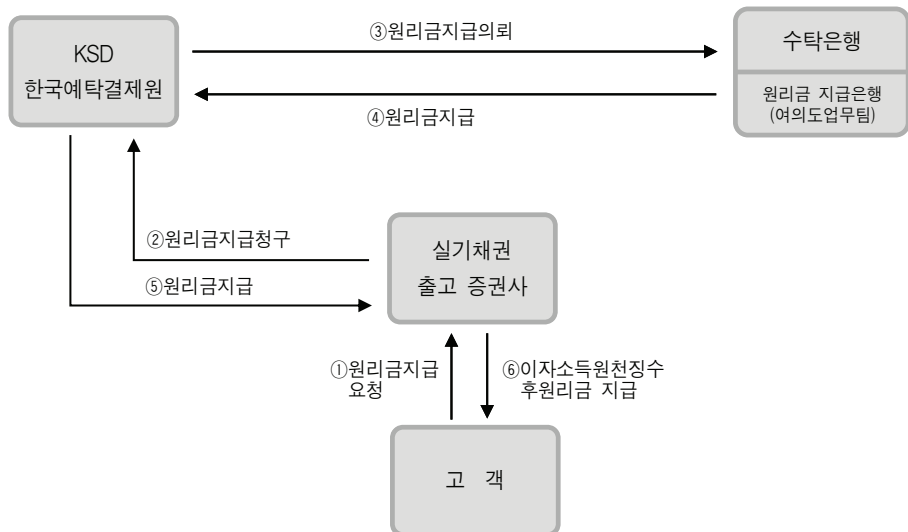 ③원리금지급의뢰
KSD
한국예탁결제원
수탁은행
원리금 지급은행
(여의도업무팀)
④원리금지급
②원리금지급청구
⑤원리금지급
실기채권
출고 증권사
①원리금지급
요청
⑥이자소득원천징수
후원리금 지급
고 객